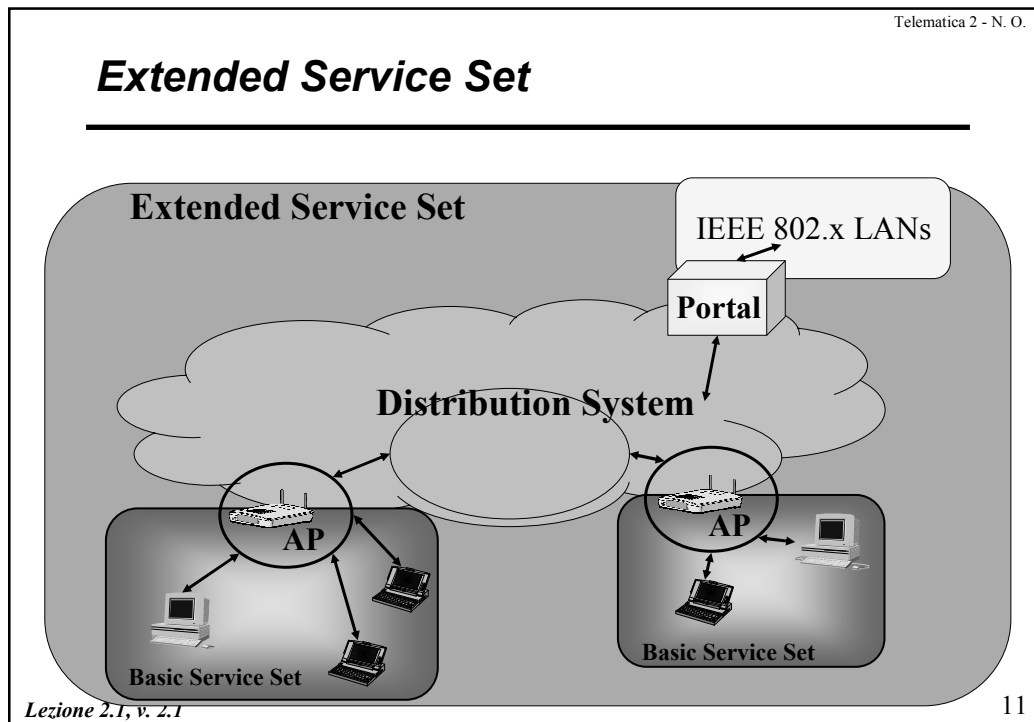 Telematica 2 - N. O.
Extended Service Set
Extended Service Set
IEEE 802.x LANs
Portal
Distribution System
AP
AP
Basic Service Set
Basic Service Set
Lezione 2.1, v. 2.1
11